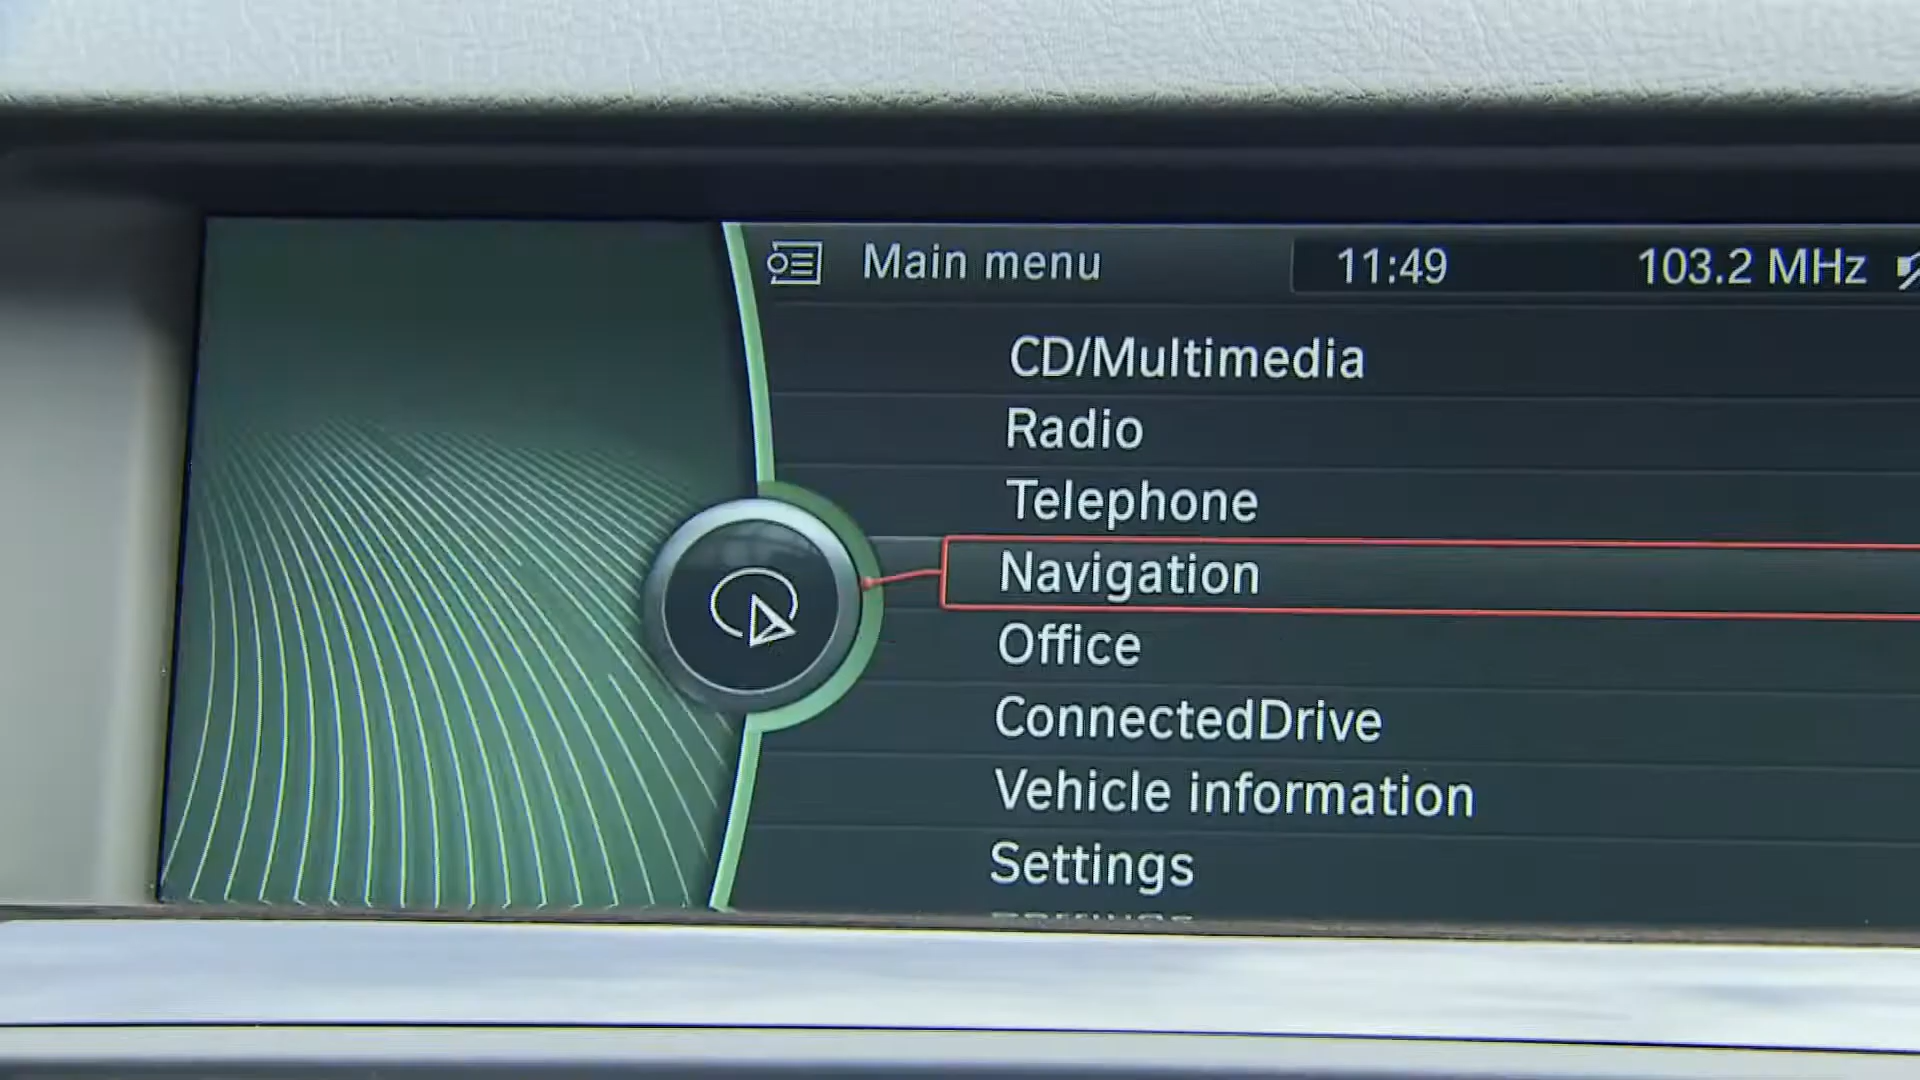 Main menu 11:49 103.2 MHz
CD/Multimedia
Radio
Telephone
Navigation
Office
ConnectedDrive
Vehicle information
Settings